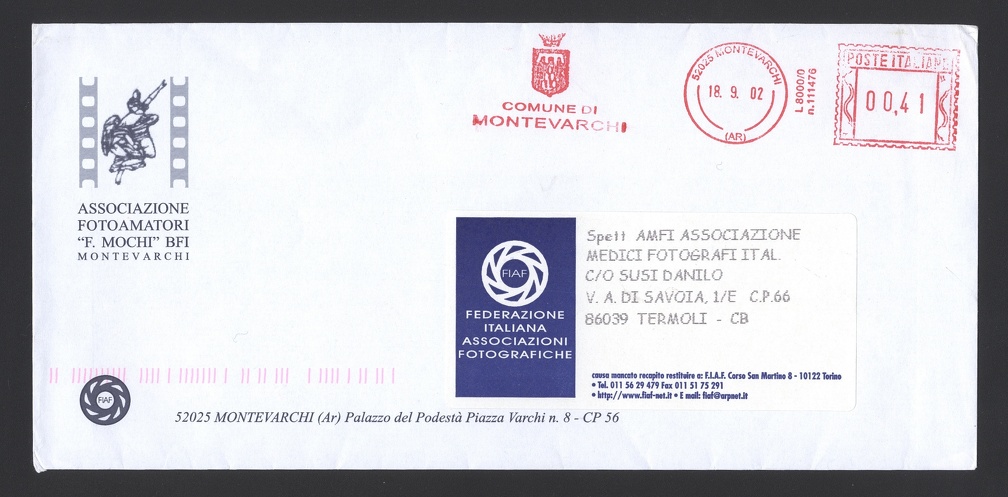 COMUNE DI
MONTEVARCHI
52025 MONTEVARCHI
18. 9. 02
(AR)
L8000/0
n.111476
POSTE ITALIANE
00,41
ASSOCIAZIONE
FOTOAMATORI
“F. MOCHI” BFI
MONTEVARCHI
FIAF
FEDERAZIONE
ITALIANA
ASSOCIAZIONI
FOTOGRAFICHE
Spett AMFI ASSOCIAZIONE
MEDICI FOTOGRAFI ITAL.
C/O SUSI DANILO
V. A. DI SAVOIA, 1/E C.P.66
86039 TERMOLI - CB
causa mancato recapito restituire a: F.I.A.F. Corso San Martino 8 - 10122 Torino
• Tel. 011 56 29 479 Fax 011 51 75 291
• http://www.fiaf-net.it • E mail: fiaf@arpnet.it
FIAF
52025 MONTEVARCHI (Ar) Palazzo del Podestà Piazza Varchi n. 8 - CP 56